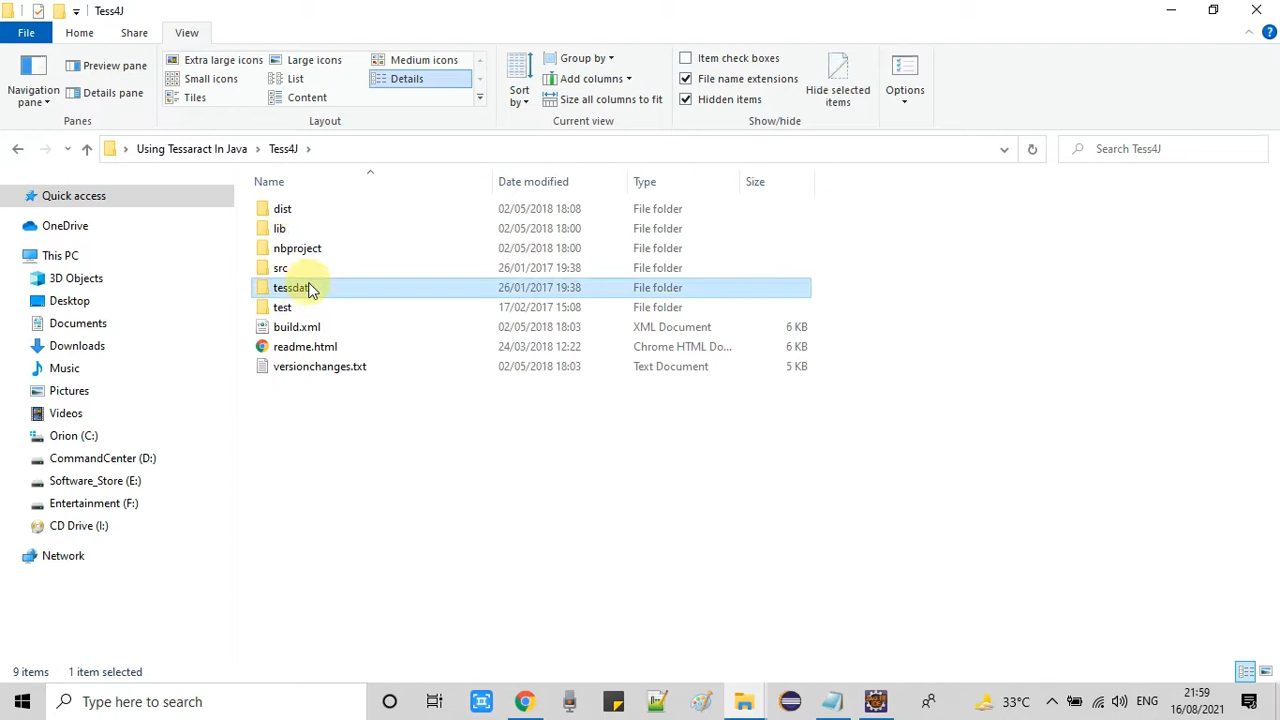 Tess4J
File Home Share View
Navigation pane
Preview pane
Details pane
Panes
Extra large icons Large icons Medium icons
Small icons List Details
Tiles Content
Layout
Sort by
Group by
Add columns
Size all columns to fit
Current view
Item check boxes
File name extensions
Hidden items
Hide selected items
Show/hide
Options
Using Tessaract In Java > Tess4J >
Search Tess4J
Quick access
OneDrive
This PC
3D Objects
Desktop
Documents
Downloads
Music
Pictures
Videos
Orion (C:)
CommandCenter (D:)
Software_Store (E:)
Entertainment (F:)
CD Drive (I:)
Network
Name Date modified Type Size
dist 02/05/2018 18:08 File folder
lib 02/05/2018 18:00 File folder
nbproject 02/05/2018 18:00 File folder
src 26/01/2017 19:38 File folder
tessdat 26/01/2017 19:38 File folder
test 17/02/2017 15:08 File folder
build.xml 02/05/2018 18:03 XML Document 6 KB
readme.html 24/03/2018 12:22 Chrome HTML Do... 6 KB
versionchanges.txt 02/05/2018 18:03 Text Document 5 KB
9 items 1 item selected
Type here to search
33°C
ENG
21:59
16/08/2021